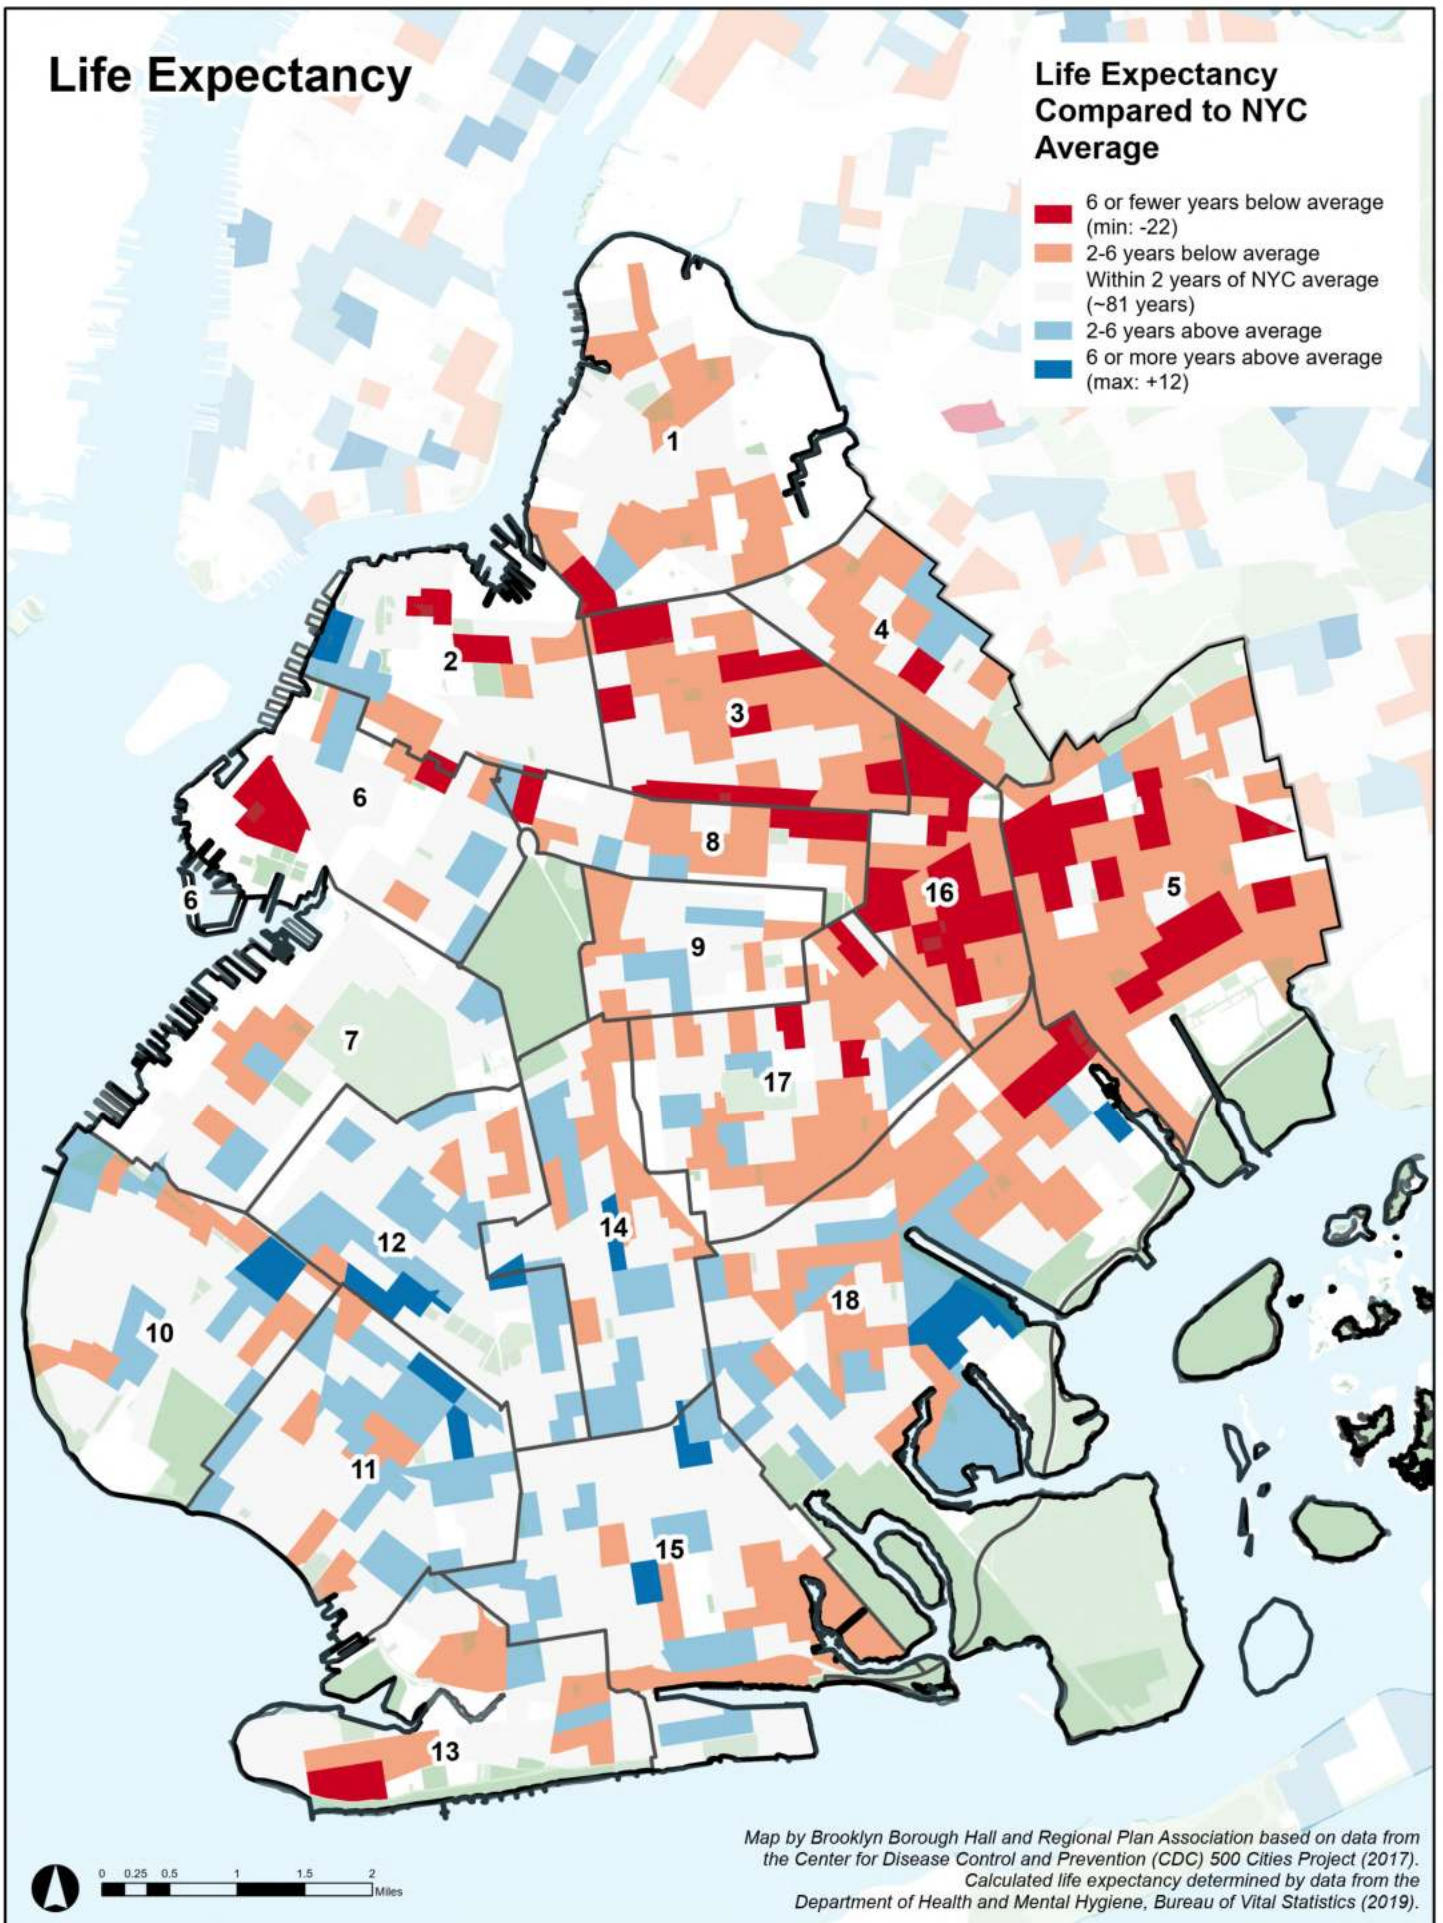 Life Expectancy
Life Expectancy
Compared to NYC
Average
6 or fewer years below average
(min: -22)
2-6 years below average
Within 2 years of NYC average
(~81 years)
2-6 years above average
6 or more years above average
(max: +12)
1
4
2
3
6
8
16
5
6
9
7
17
14
12
18
10
11
15
13
Map by Brooklyn Borough Hall and Regional Plan Association based on data from
the Center for Disease Control and Prevention (CDC) 500 Cities Project (2017).
Calculated life expectancy determined by data from the
Department of Health and Mental Hygiene, Bureau of Vital Statistics (2019).
0 0.25 0.5 1 1.5 2
Miles